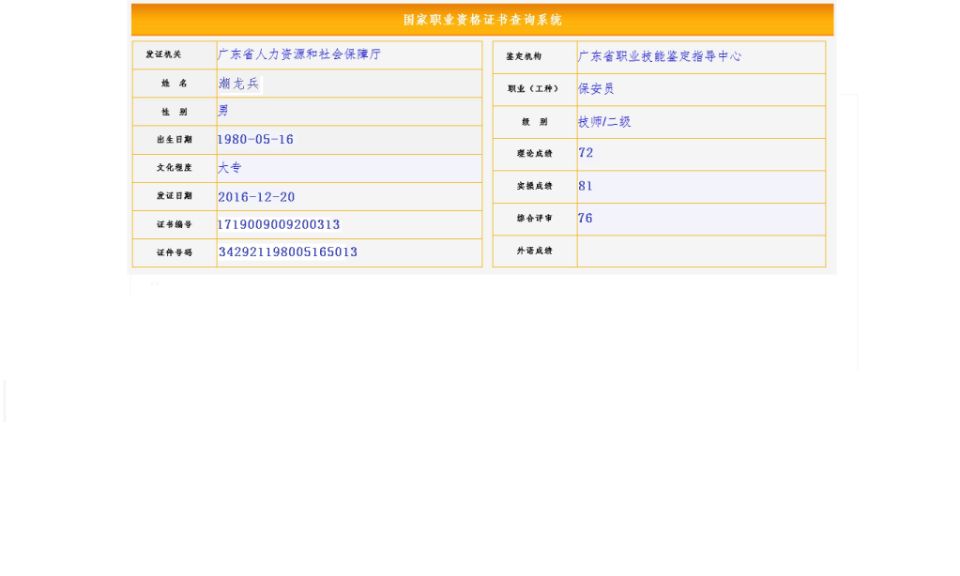 国家职业资格证书查询系统
发证机关 广东省人力资源和社会保障厅
姓 名 潮龙兵
性 别 男
出生日期 1980-05-16
文化程度 大专
发证日期 2016-12-20
证书编号 1719009009200313
证件号码 342921198005165013
鉴定机构 广东省职业技能鉴定指导中心
职业（工种） 保安员
级 别 技师/二级
理论成绩 72
实操成绩 81
综合评审 76
外语成绩